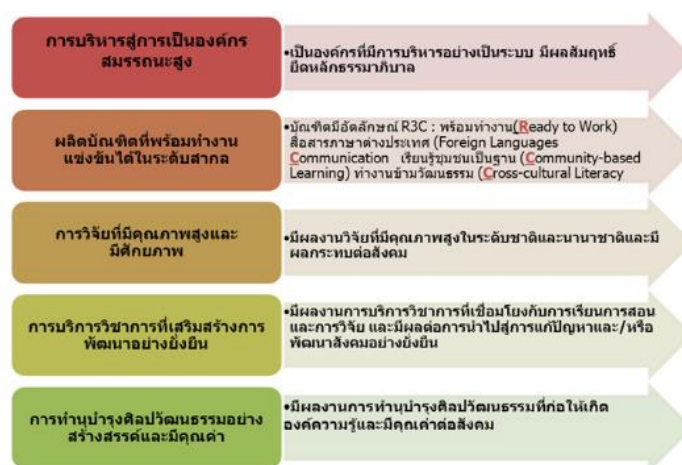 การบริหารสู่การเป็นองค์กร
สมรรถนะสูง
•เป็นองค์กรที่มีการบริหารอย่างเป็นระบบ มีผลสัมฤทธิ์
ยึดหลักธรรมาภิบาล
ผลิตบัณฑิตที่พร้อมทำงาน
แข่งขันได้ในระดับสากล
•บัณฑิตมีอัตลักษณ์ R3C : พร้อมทำงาน(Ready to Work)
สื่อสารภาษาต่างประเทศ (Foreign Languages
Communication เรียนรู้ชุมชนเป็นฐาน (Community-based
Learning) ทำงานข้ามวัฒนธรรม (Cross-cultural Literacy
การวิจัยที่มีคุณภาพสูงและ
มีศักยภาพ
•มีผลงานวิจัยที่มีคุณภาพสูงในระดับชาติและนานาชาติและมี
ผลกระทบต่อสังคม
การบริการวิชาการที่เสริมสร้างการ
พัฒนาอย่างยั่งยืน
•มีผลงานการบริการวิชาการที่เชื่อมโยงกับการเรียนการสอน
และการวิจัย และมีผลต่อการนำไปสู่การแก้ปัญหาและ/หรือ
พัฒนาสังคมอย่างยั่งยืน
การทำนุบำรุงศิลปวัฒนธรรมอย่าง
สร้างสรรค์และมีคุณค่า
•มีผลงานการทำนุบำรุงศิลปวัฒนธรรมที่ก่อให้เกิด
องค์ความรู้และมีคุณค่าต่อสังคม